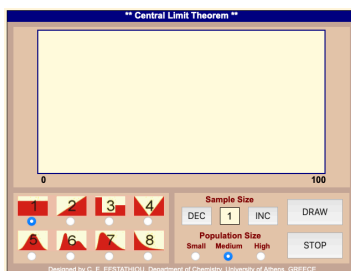 ** Central Limit Theorem **
0 100
1 2 3 4
5 6 7 8
Sample Size
DEC 1 INC
DRAW
Population Size
Small Medium High
STOP
Designed by C. E. EFSTATHIOU, Department of Chemistry, University of Athens, GREECE